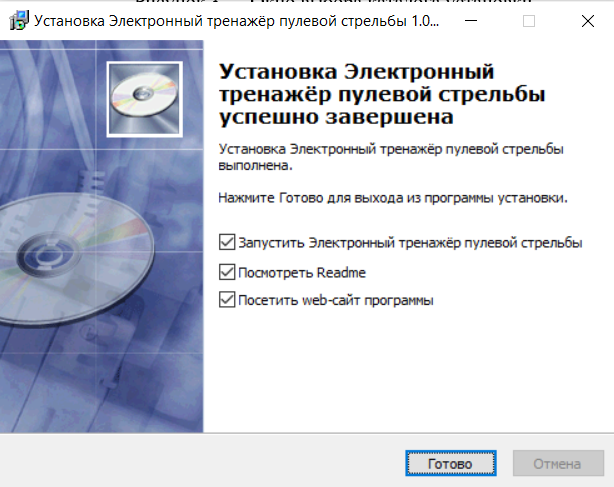 Установка Электронный тренажёр пулевой стрельбы 1.0...
Установка Электронный
тренажёр пулевой стрельбы
успешно завершена
Установка Электронный тренажёр пулевой стрельбы
выполнена.
Нажмите Готово для выхода из программы установки.
Запустить Электронный тренажёр пулевой стрельбы
Посмотреть Readme
Посетить web-сайт программы
Готово
Отмена